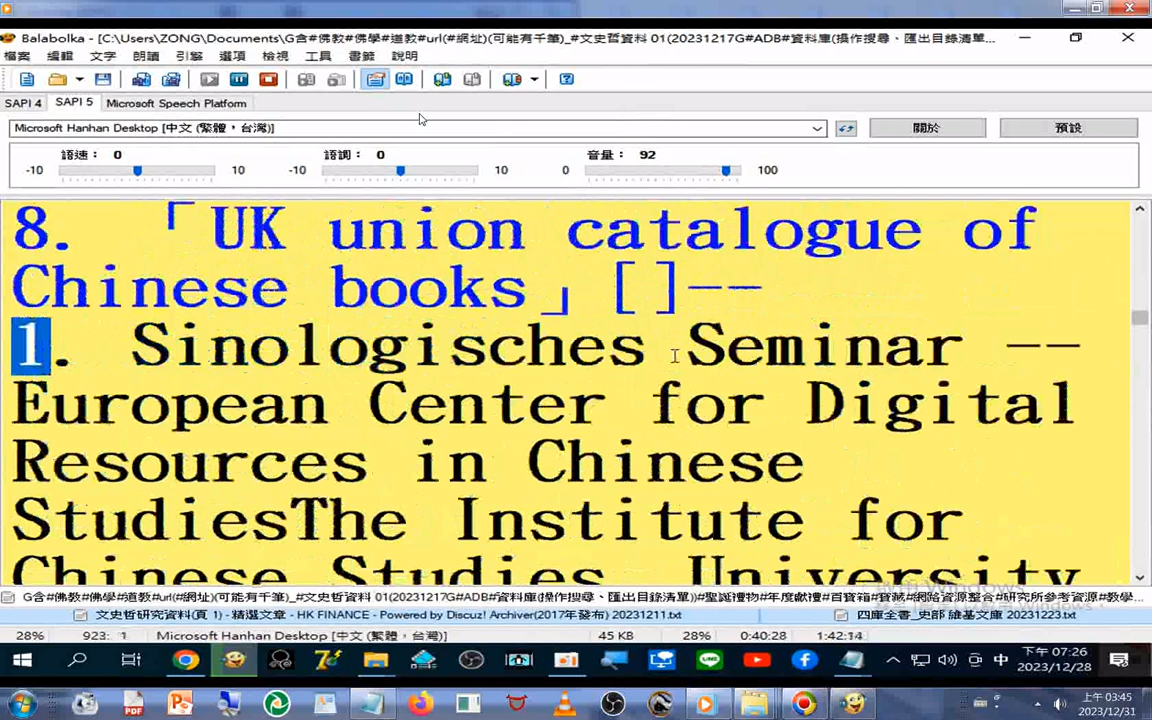 Balabolka - [C:\Users\ZONG\Documents\G含#佛教#佛學#道教#url(#網址)(可能有千筆)_#文史哲資料 01(20231217G#ADB#資料庫(操作搜尋、匯出目錄清單...
檔案 編輯 文字 朗讀 引擎 選項 檢視 工具 書籤 說明
SAPI 4 SAPI 5 Microsoft Speech Platform
Microsoft Hanhan Desktop [中文 (繁體，台灣)] 關於 預設
語速： 0 語調： 0 音量： 92
-10 10 -10 10 0 100
8. 「UK union catalogue of
Chinese books」[]--
1. Sinologisches Seminar --
European Center for Digital
Resources in Chinese
StudiesThe Institute for
Chinese Studies, University
G含#佛教#佛學#道教#url(#網址)(可能有千筆)_#文史哲資料 01(20231217G#ADB#資料庫(操作搜尋、匯出目錄清單))#聖誕禮物#年度獻禮#百寶箱#寶藏#網路資源整合#研究所參考資源#教學...
文史哲研究資料(頁 1) - 精選文章 - HK FINANCE - Powered by Discuz! Archiver(2017年發布) 20231211.txt 四庫全書_史部 維基文庫 20231223.txt
28% 923: 1 Microsoft Hanhan Desktop [中文 (繁體，台灣)] 45 KB 28% 0:40:28 1:42:14
中 下午 07:26
2023/12/28
上午 03:45
2023/12/31